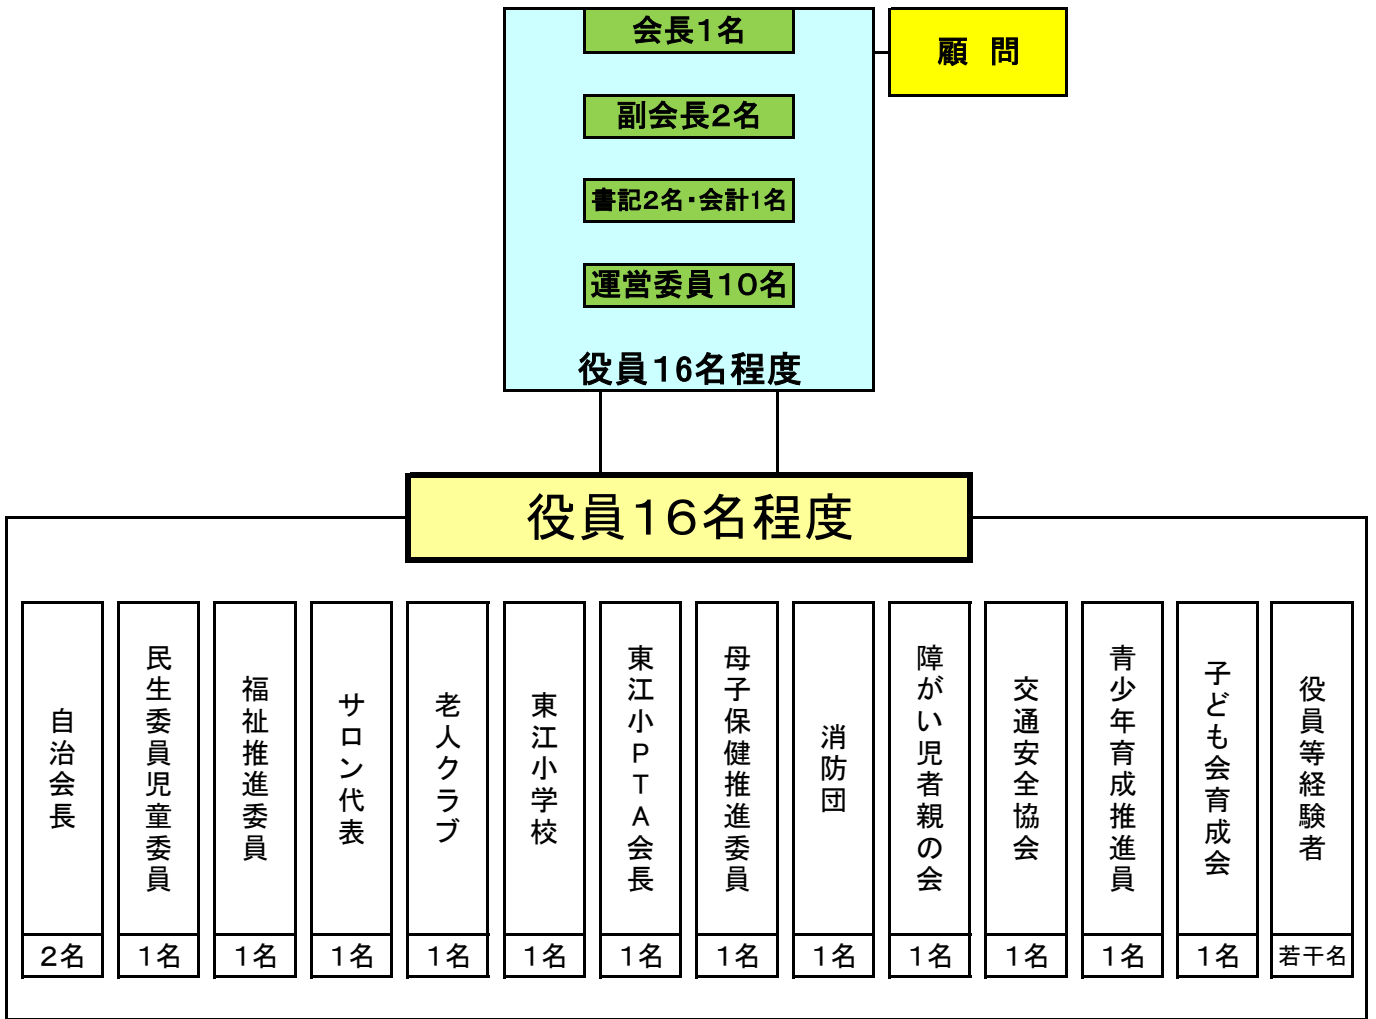 会長1名
顧　問
副会長2名
書記2名・会計1名
運営委員10名
役員16名程度
役員16名程度
自治会長
2名
民生委員児童委員
1名
福祉推進委員
1名
サロン代表
1名
老人クラブ
1名
東江小学校
1名
東江小PTA会長
1名
母子保健推進委員
1名
消防団
1名
障がい児者親の会
1名
交通安全協会
1名
青少年育成推進員
1名
子ども会育成会
1名
役員等経験者
若干名